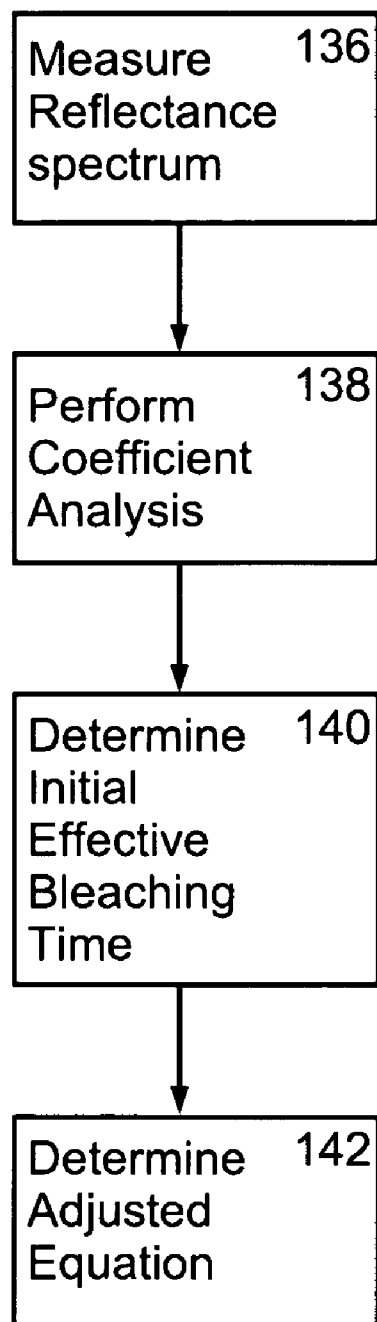 Measure 136
Reflectance
spectrum
Perform 138
Coefficient
Analysis
Determine 140
Initial
Effective
Bleaching
Time
Determine 142
Adjusted
Equation